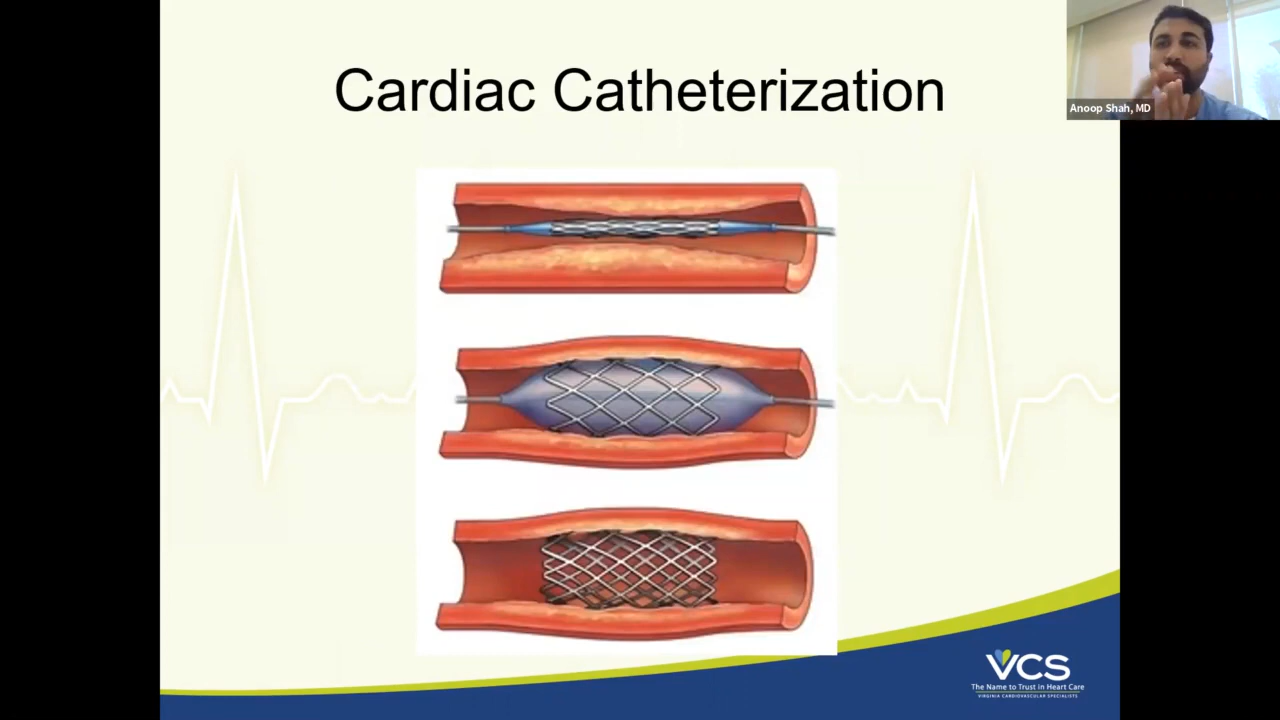 Cardiac Catheterization
Anoop Shah, MD
VCS
The Name to Trust in Heart Care
VIRGINIA CARDIOVASCULAR SPECIALISTS